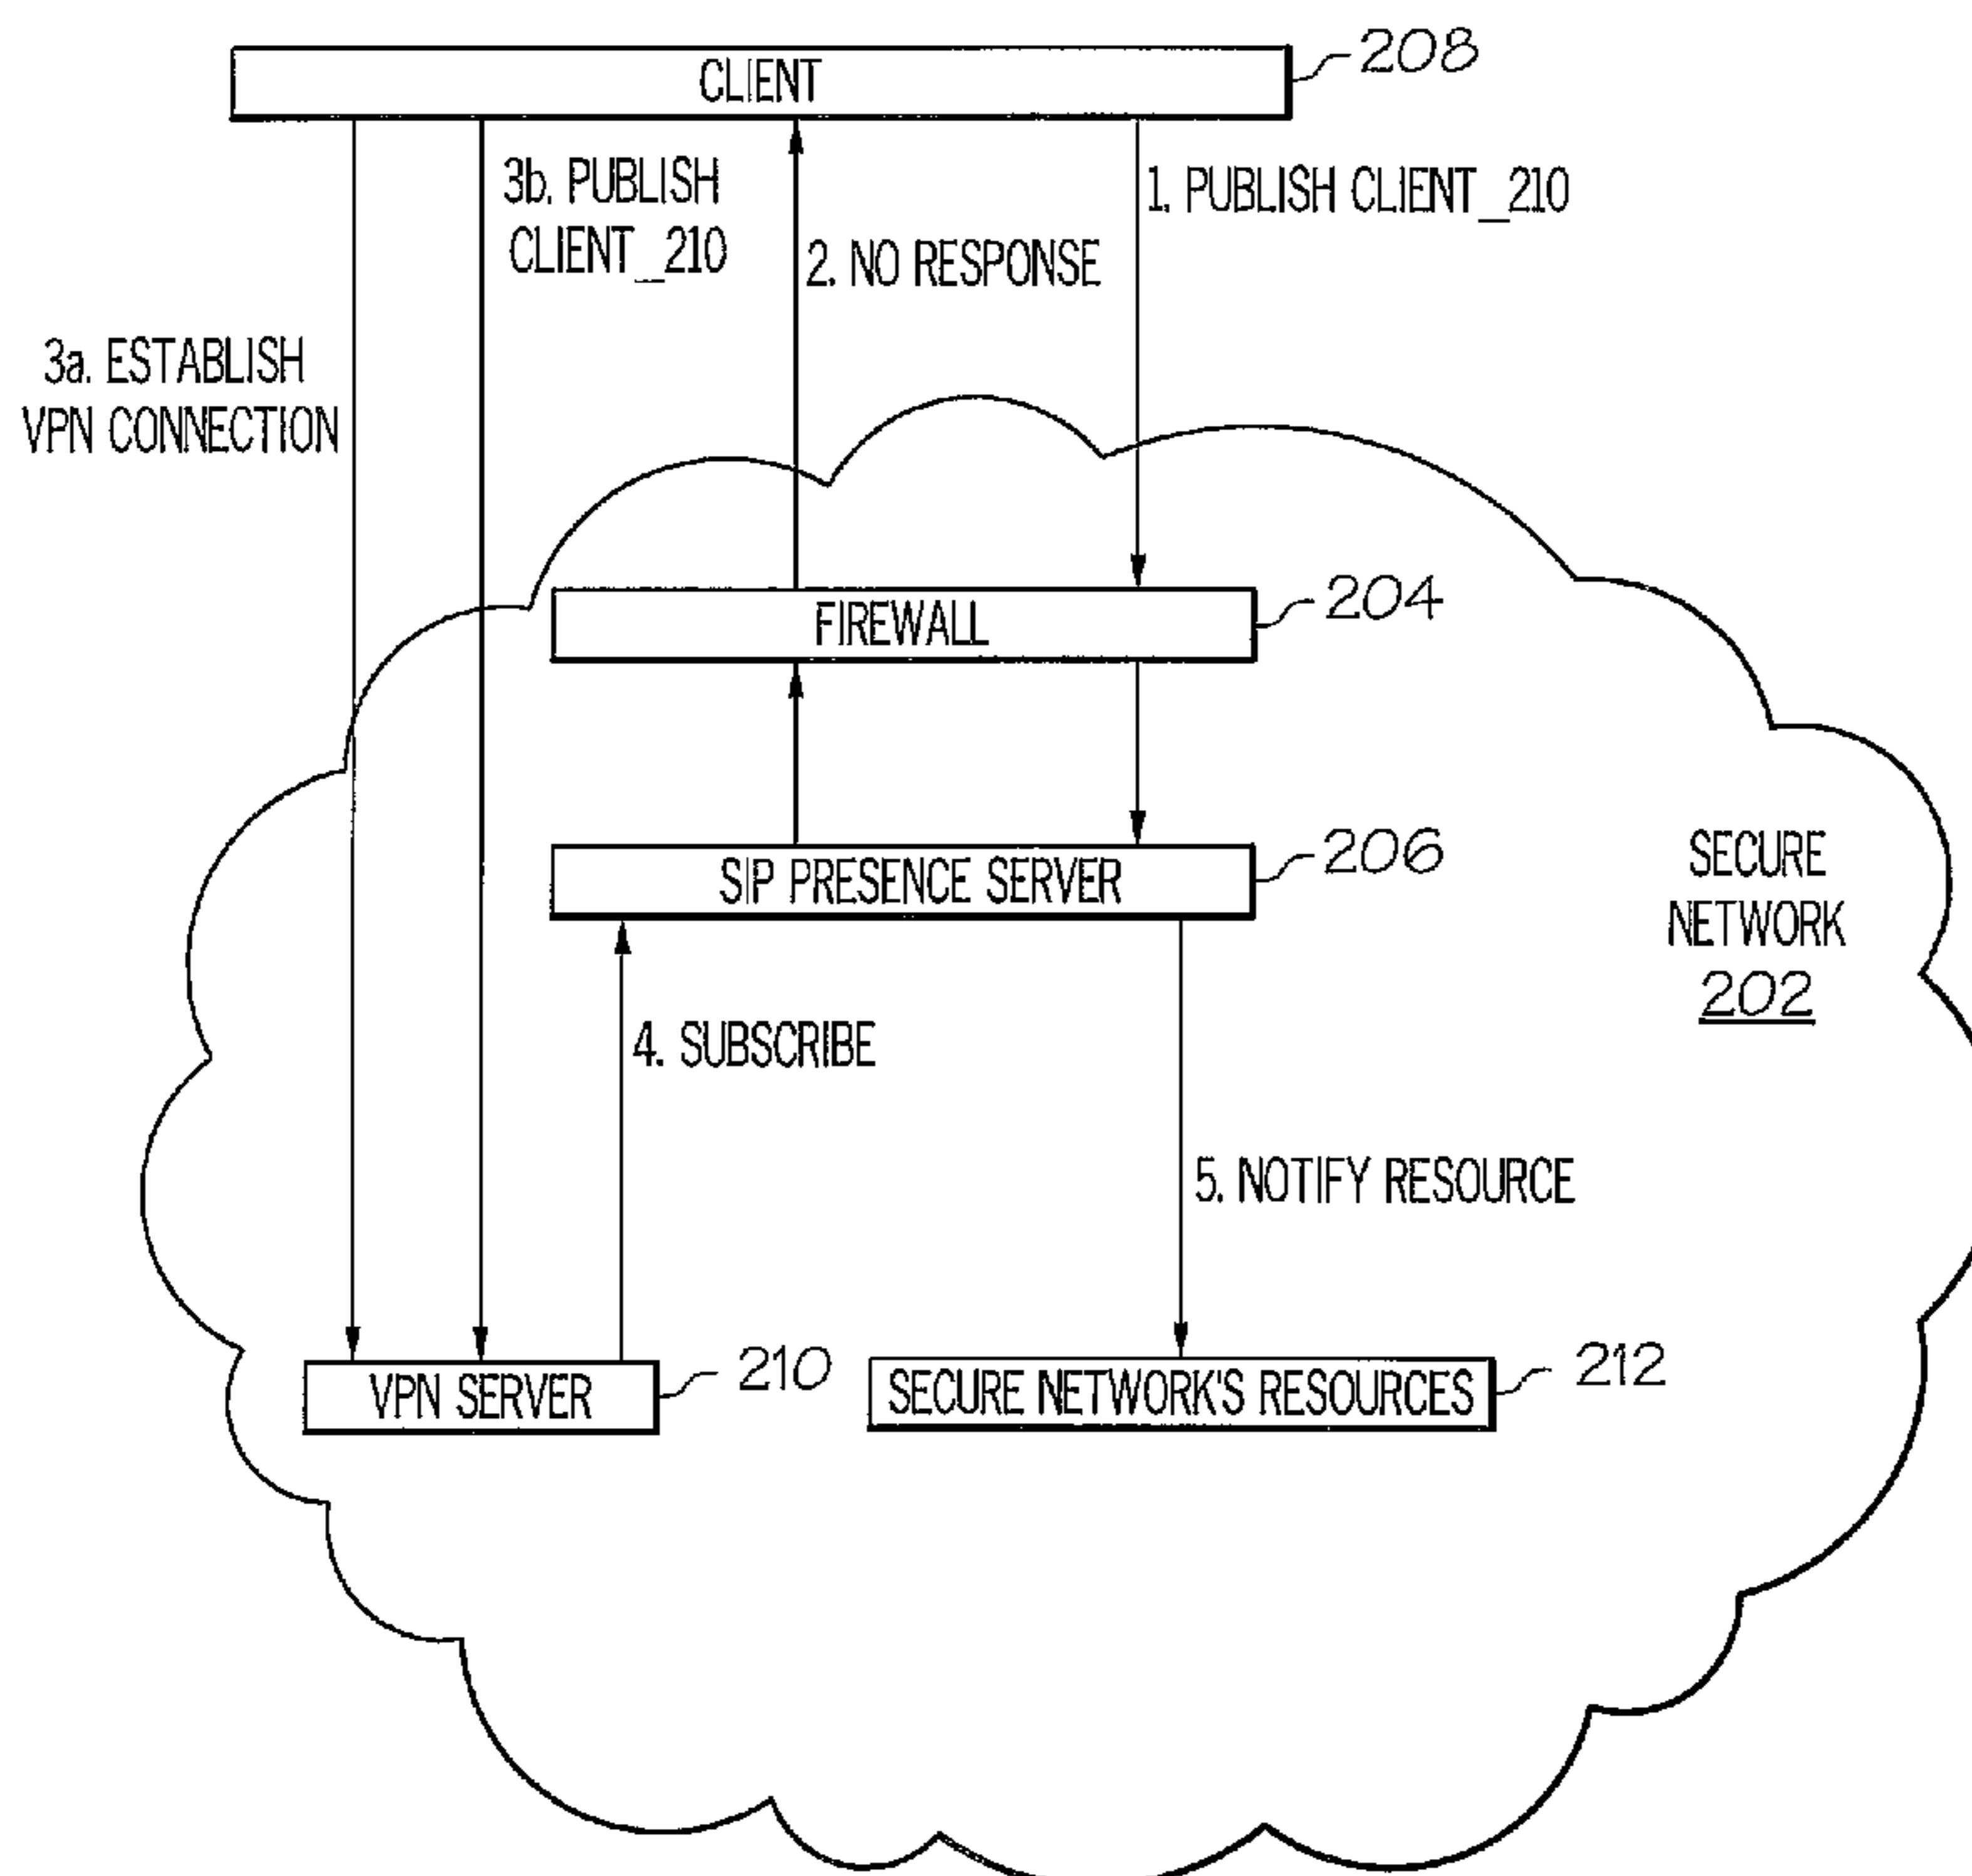 CLIENT
208
3b. PUBLISH
CLIENT_210
1. PUBLISH CLIENT_210
2. NO RESPONSE
3a. ESTABLISH
VPN CONNECTION
FIREWALL
204
SIP PRESENCE SERVER
206
SECURE
NETWORK
202
4. SUBSCRIBE
5. NOTIFY RESOURCE
VPN SERVER
210
SECURE NETWORK'S RESOURCES
212